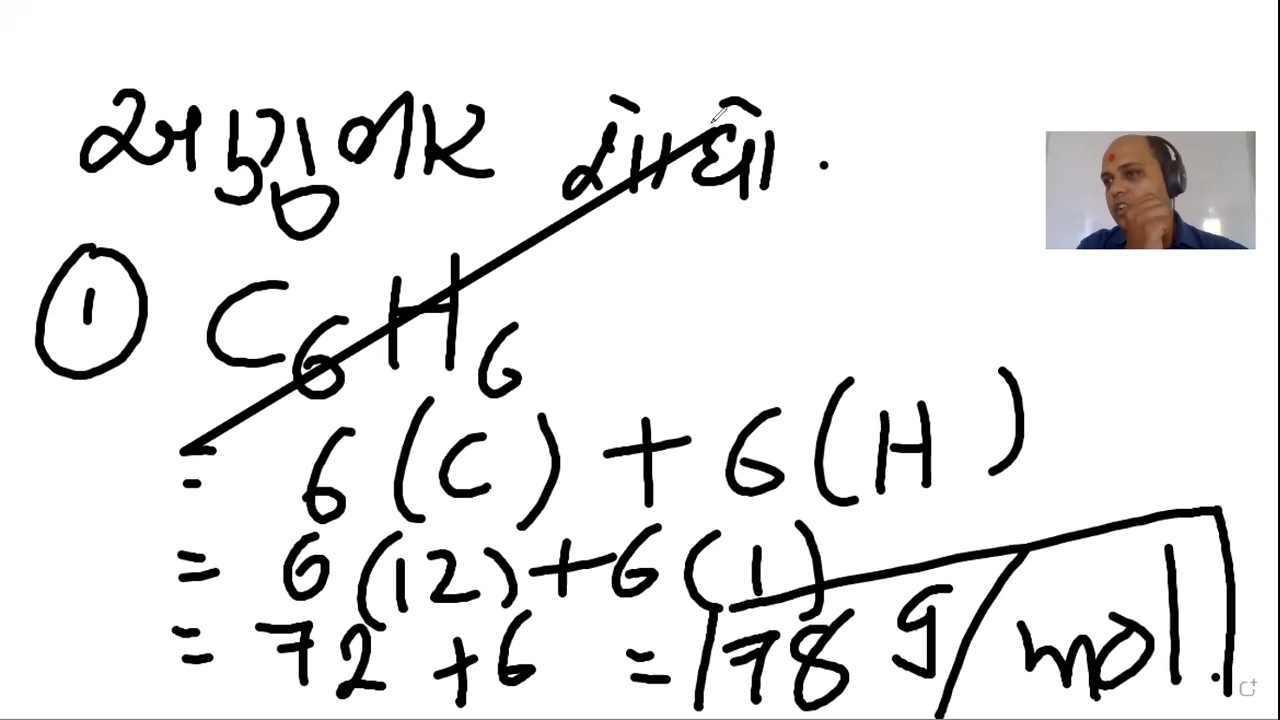 અણુભાર શોધો.
① C₆H₆
= 6(C) + 6(H)
= 6(12) + 6(1)
= 72 + 6 = 78 g/mol.